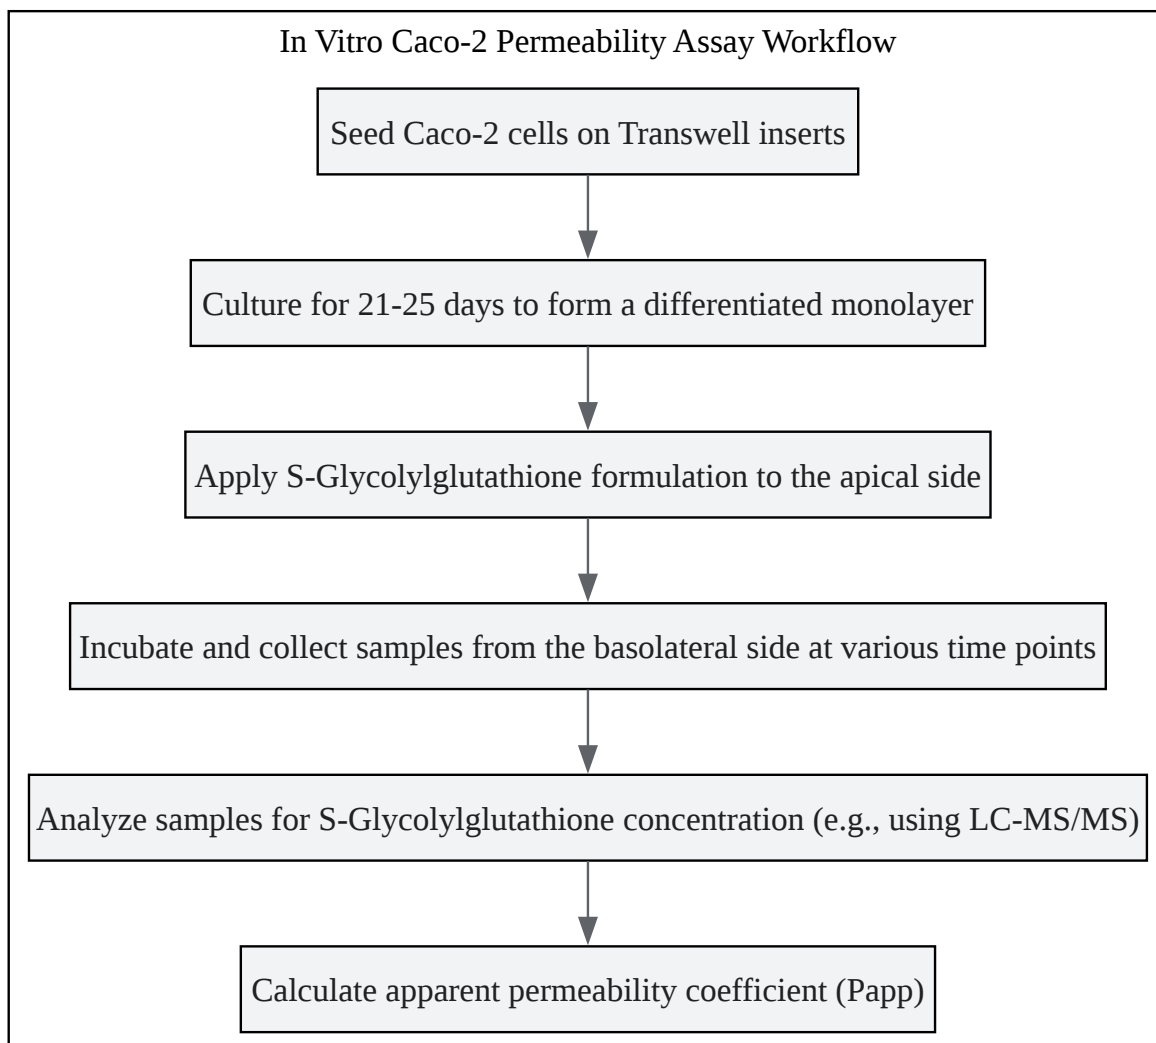 In Vitro Caco-2 Permeability Assay Workflow
Seed Caco-2 cells on Transwell inserts
Culture for 21-25 days to form a differentiated monolayer
Apply S-Glycolylglutathione formulation to the apical side
Incubate and collect samples from the basolateral side at various time points
Analyze samples for S-Glycolylglutathione concentration (e.g., using LC-MS/MS)
Calculate apparent permeability coefficient (Papp)